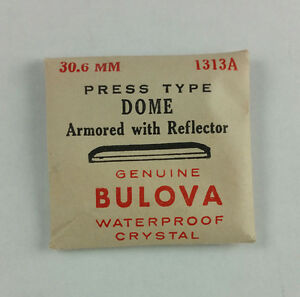 30.6 MM 1313A
PRESS TYPE
DOME
Armored with Reflector
GENUINE
BULOVA
WATERPROOF
CRYSTAL